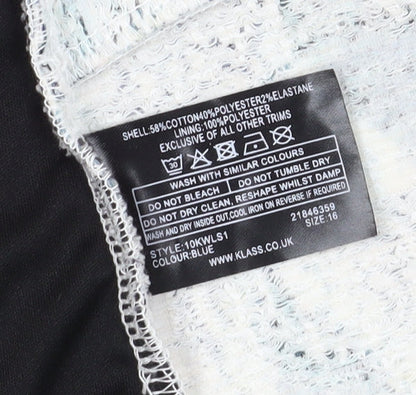 SHELL:58%COTTON40%POLYESTER2%ELASTANE
LINING:100%POLYESTER
EXCLUSIVE OF ALL OTHER TRIMS
30
WASH WITH SIMILAR COLOURS
DO NOT BLEACH DO NOT TUMBLE DRY
DO NOT DRY CLEAN, RESHAPE WHILST DAMP
WASH AND DRY INSIDE OUT.COOL IRON ON REVERSE IF REQUIRED
STYLE:10KWLS1 21846359
COLOUR:BLUE SIZE:16
WWW.KLASS.CO.UK